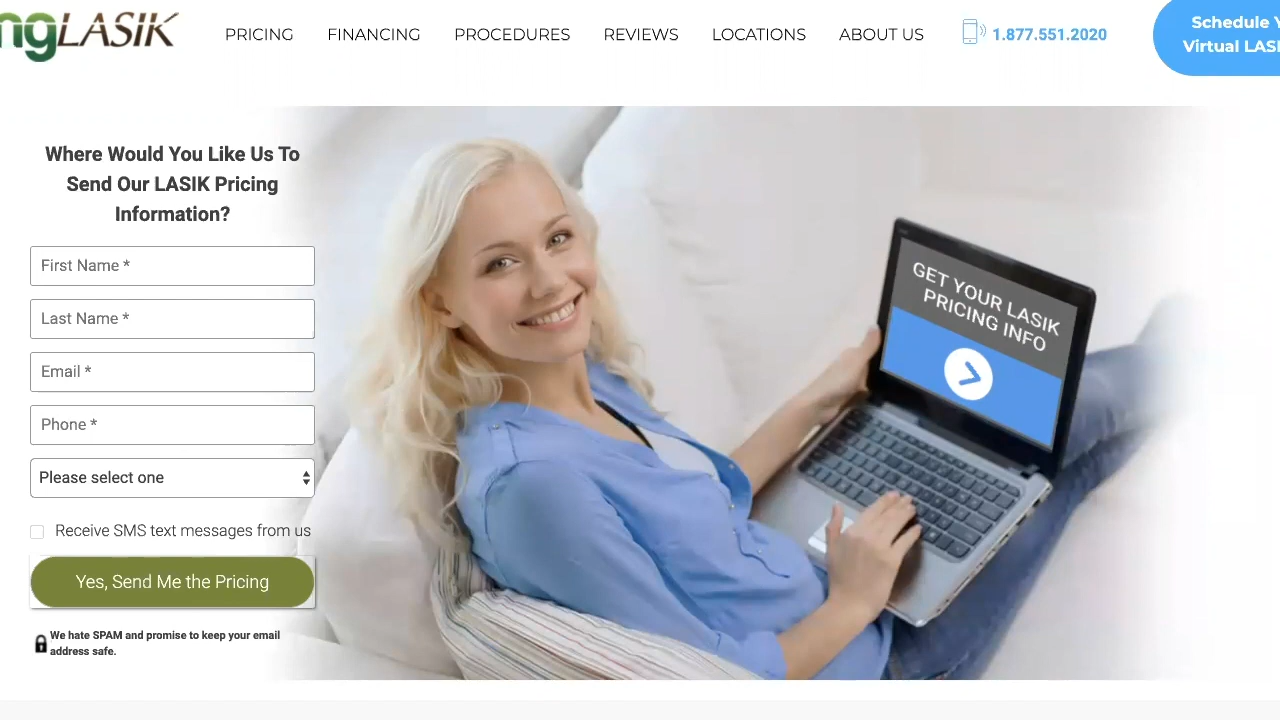 ng LASIK
PRICING FINANCING PROCEDURES REVIEWS LOCATIONS ABOUT US 1.877.551.2020
Schedule Y
Virtual LASI
Where Would You Like Us To
Send Our LASIK Pricing
Information?
First Name *
Last Name *
Email *
Phone *
Please select one
Receive SMS text messages from us
Yes, Send Me the Pricing
We hate SPAM and promise to keep your email
address safe.
GET YOUR LASIK
PRICING INFO